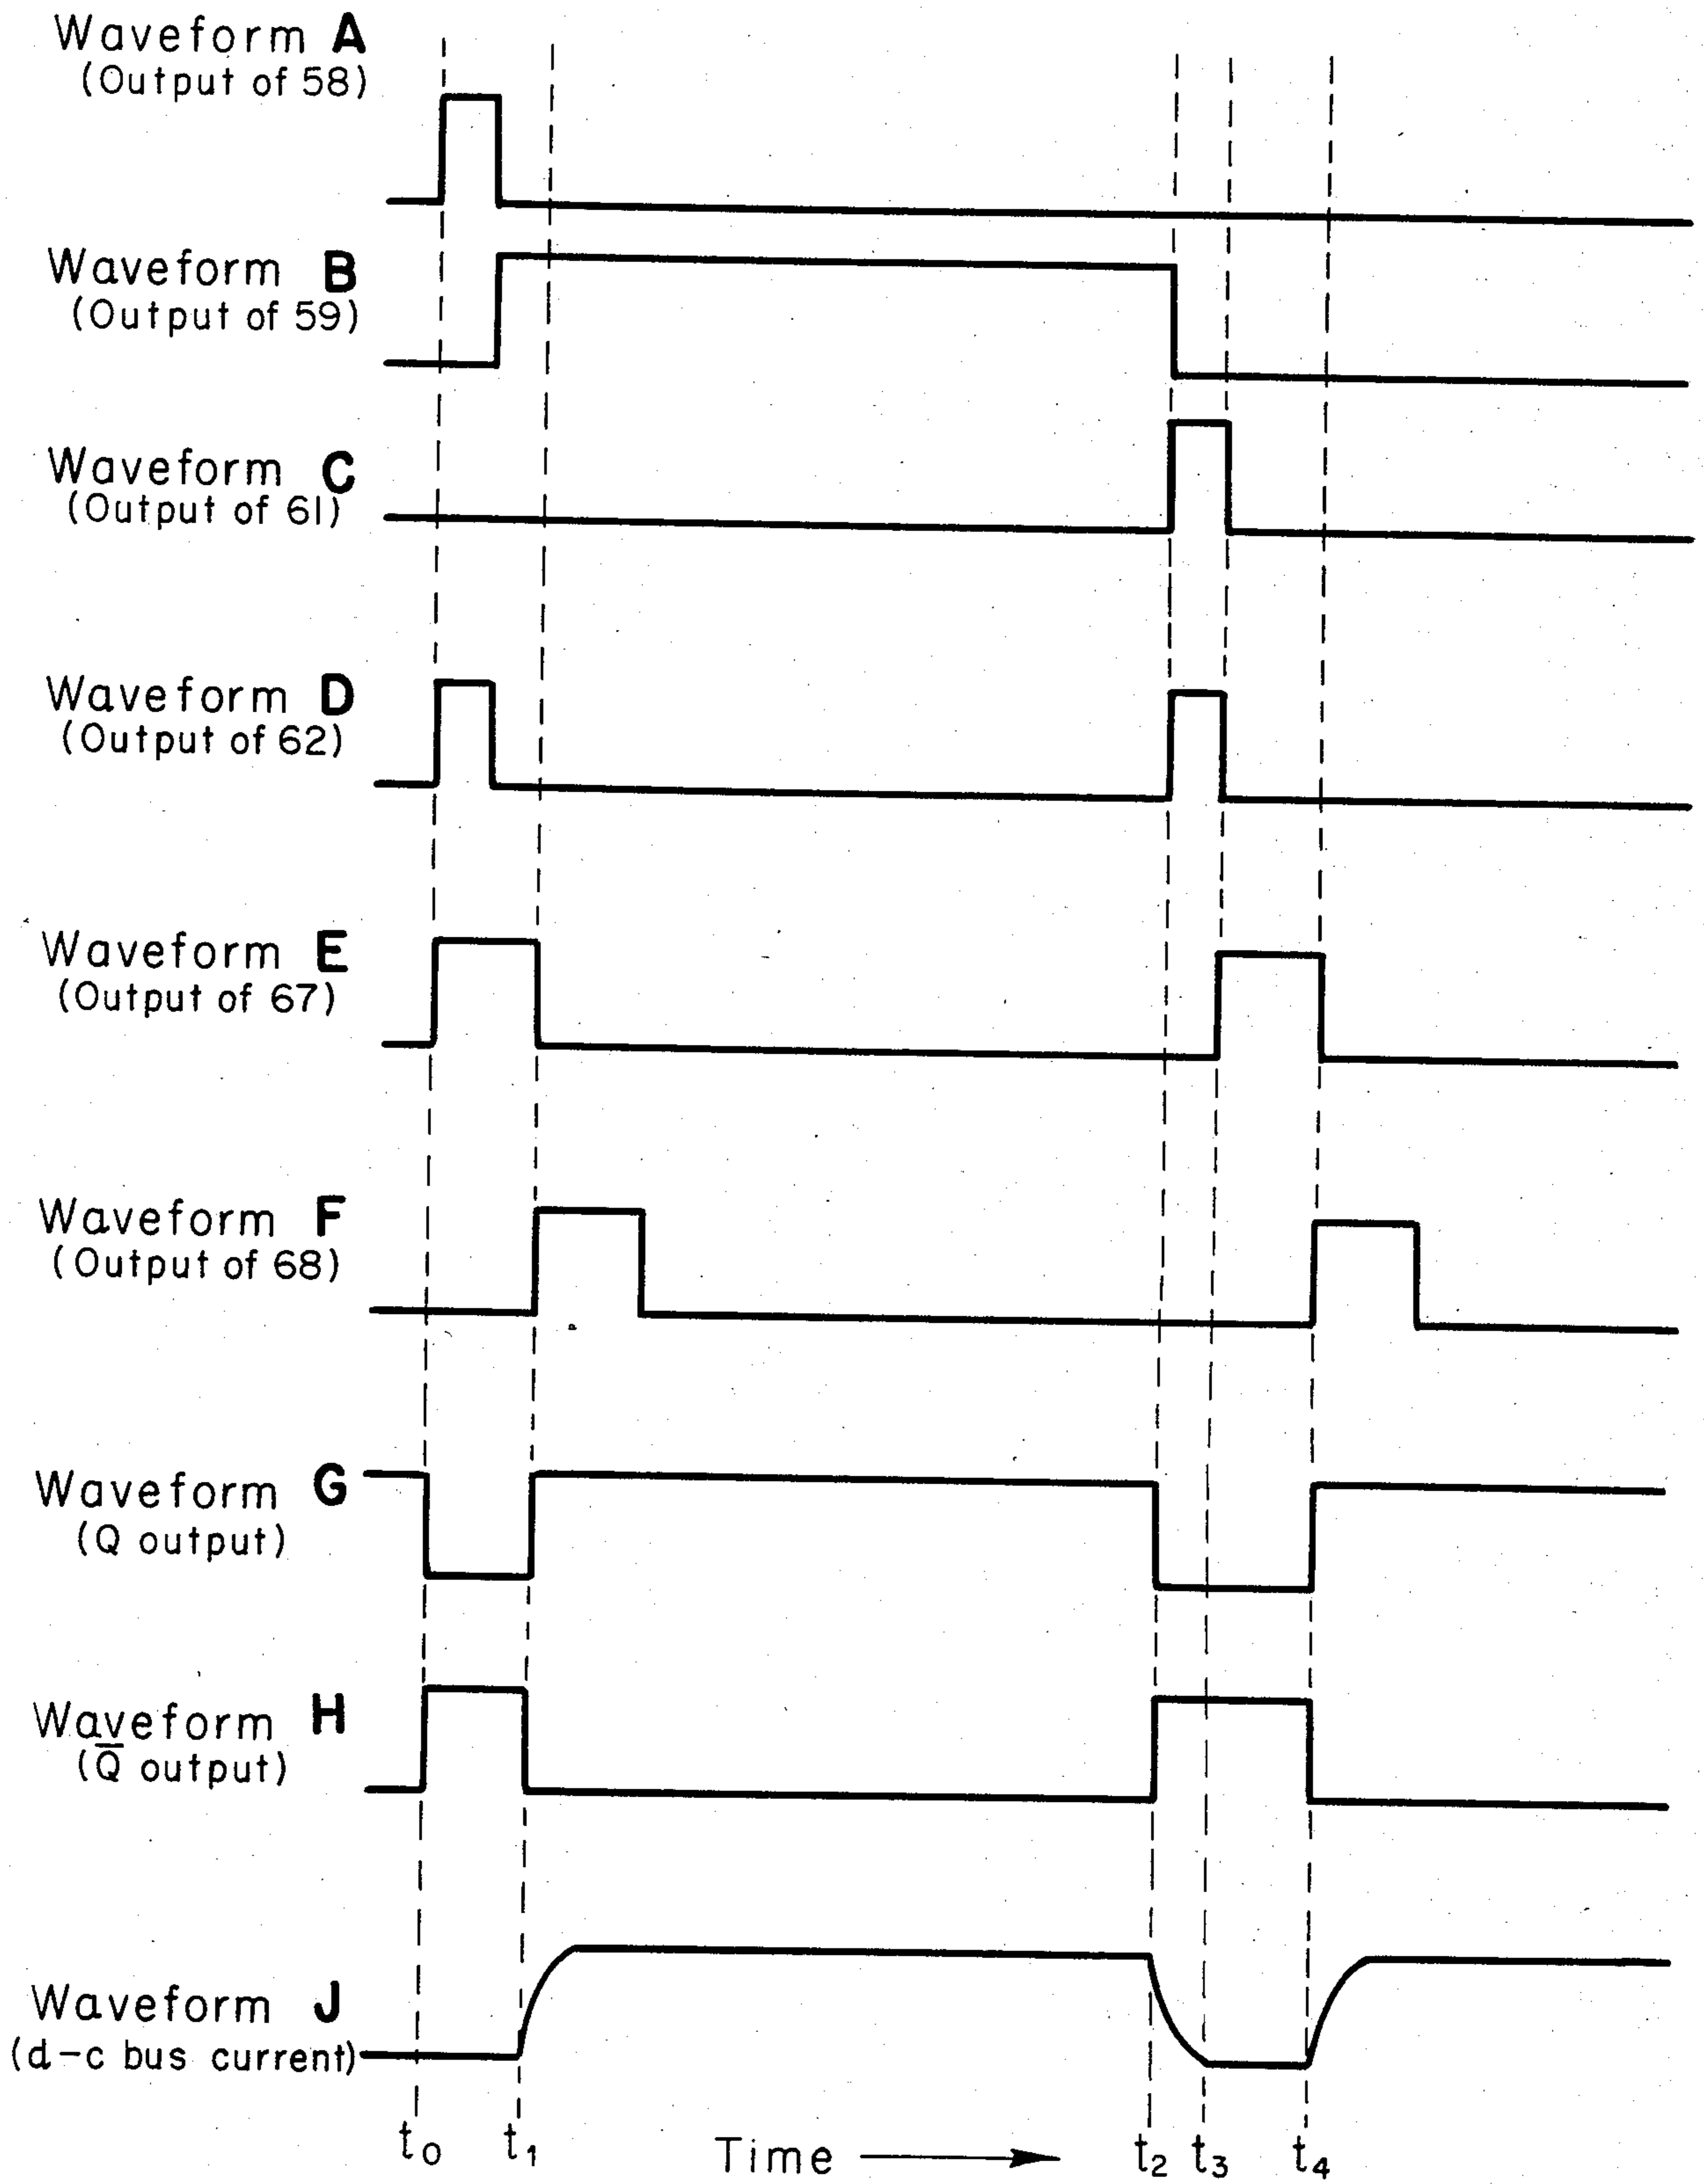 Waveform A
(Output of 58)
Waveform B
(Output of 59)
Waveform C
(Output of 61)
Waveform D
(Output of 62)
Waveform E
(Output of 67)
Waveform F
(Output of 68)
Waveform G
(Q output)
Waveform H
(Q̅ output)
Waveform J
(d-c bus current)
t₀ t₁ Time t₂ t₃ t₄